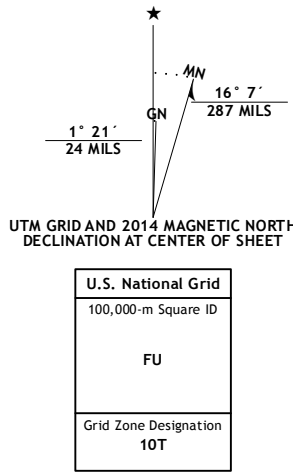 ★
MN
GN
16° 7´
287 MILS
1° 21´
24 MILS
UTM GRID AND 2014 MAGNETIC NORTH
DECLINATION AT CENTER OF SHEET
U.S. National Grid
100,000-m Square ID
FU
Grid Zone Designation
10T